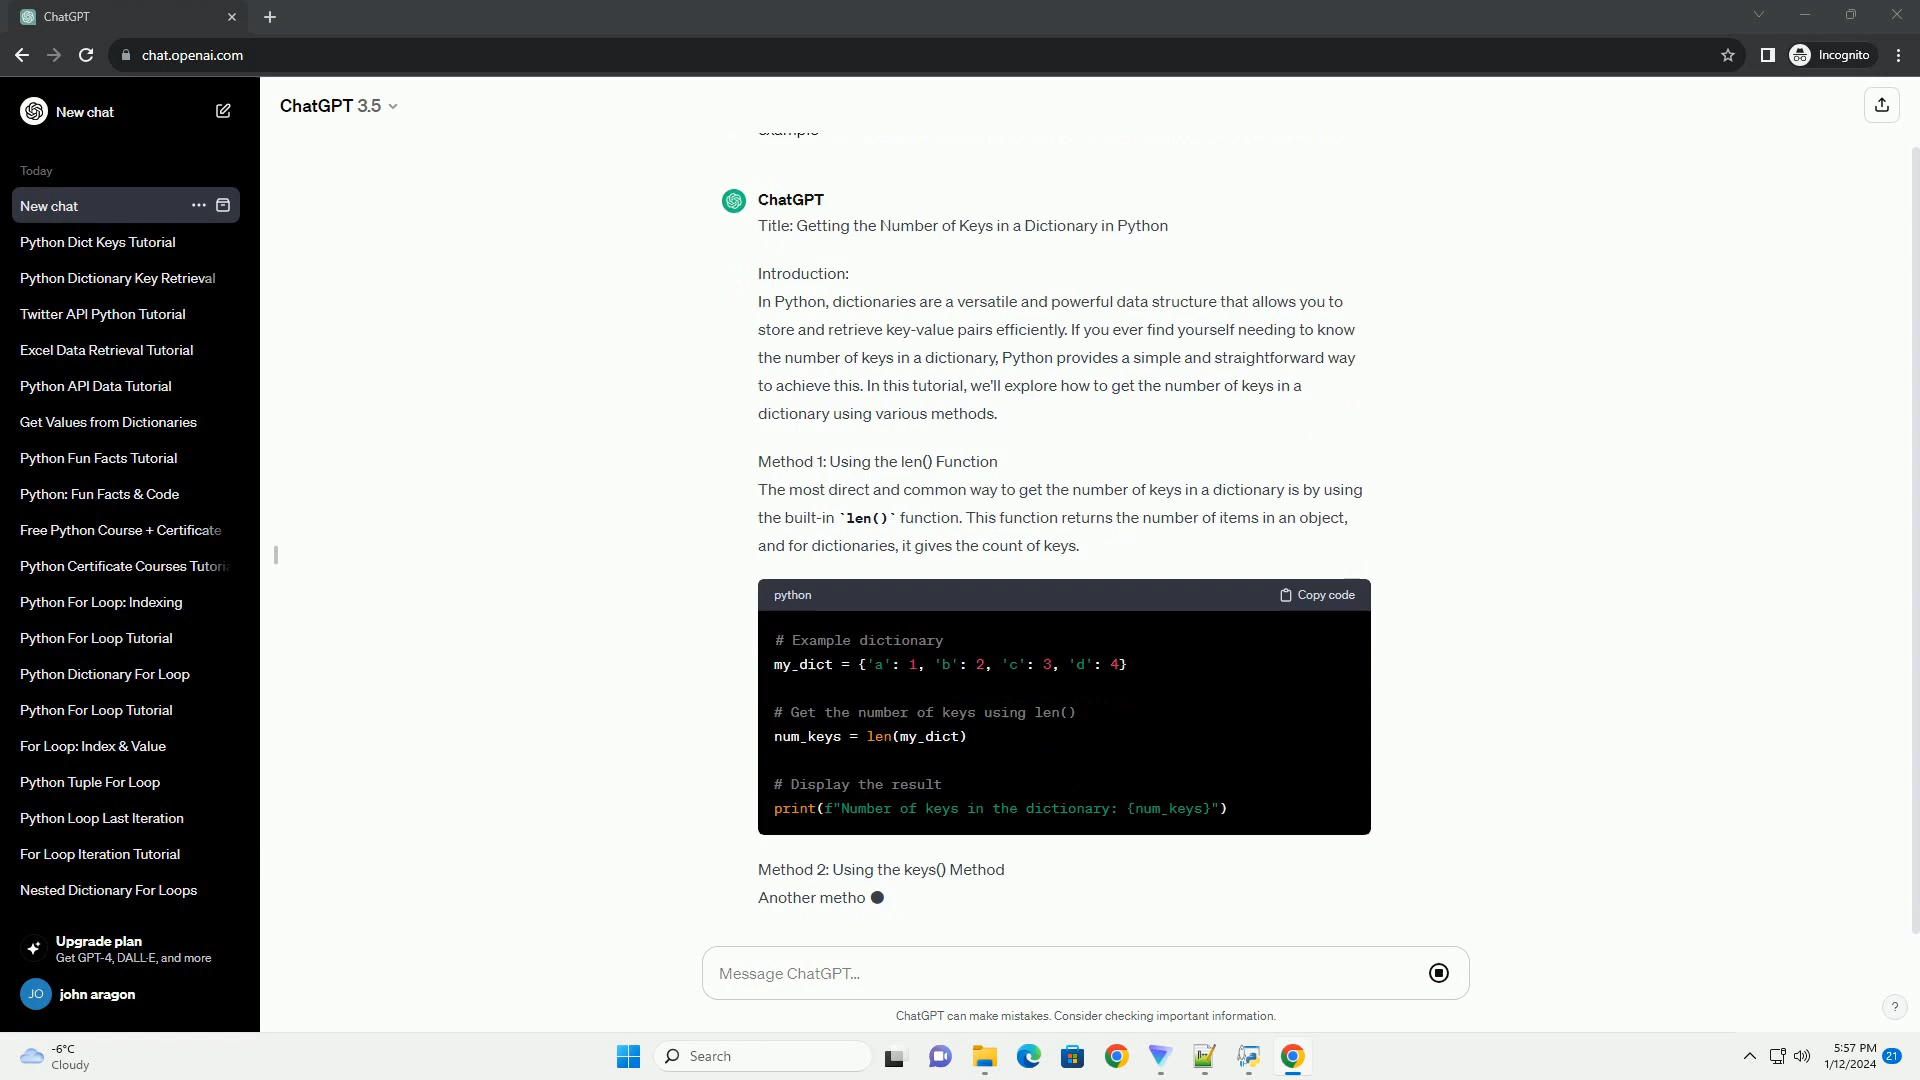 ChatGPT
chat.openai.com
Incognito
New chat
ChatGPT 3.5
Today
New chat
Python Dict Keys Tutorial
Python Dictionary Key Retrieval
Twitter API Python Tutorial
Excel Data Retrieval Tutorial
Python API Data Tutorial
Get Values from Dictionaries
Python Fun Facts Tutorial
Python: Fun Facts & Code
Free Python Course + Certificate
Python Certificate Courses Tutoria
Python For Loop: Indexing
Python For Loop Tutorial
Python Dictionary For Loop
Python For Loop Tutorial
For Loop: Index & Value
Python Tuple For Loop
Python Loop Last Iteration
For Loop Iteration Tutorial
Nested Dictionary For Loops
Upgrade plan
Get GPT-4, DALL·E, and more
JO john aragon
example
ChatGPT
Title: Getting the Number of Keys in a Dictionary in Python
Introduction:
In Python, dictionaries are a versatile and powerful data structure that allows you to
store and retrieve key-value pairs efficiently. If you ever find yourself needing to know
the number of keys in a dictionary, Python provides a simple and straightforward way
to achieve this. In this tutorial, we'll explore how to get the number of keys in a
dictionary using various methods.
Method 1: Using the len() Function
The most direct and common way to get the number of keys in a dictionary is by using
the built-in `len()` function. This function returns the number of items in an object,
and for dictionaries, it gives the count of keys.
python Copy code
# Example dictionary
my_dict = {'a': 1, 'b': 2, 'c': 3, 'd': 4}
# Get the number of keys using len()
num_keys = len(my_dict)
# Display the result
print(f"Number of keys in the dictionary: {num_keys}")
Method 2: Using the keys() Method
Another metho
Message ChatGPT...
ChatGPT can make mistakes. Consider checking important information.
?
-6°C
Cloudy
Search
5:57 PM
1/12/2024
21